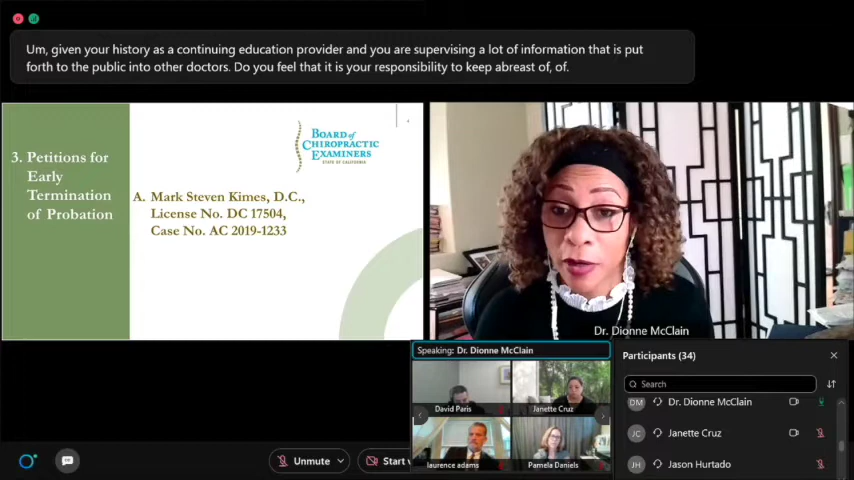 Um, given your history as a continuing education provider and you are supervising a lot of information that is put
forth to the public into other doctors. Do you feel that it is your responsibility to keep abreast of, of.
3. Petitions for
Early
Termination
of Probation
BOARD of
CHIROPRACTIC
EXAMINERS
STATE OF CALIFORNIA
A. Mark Steven Kimes, D.C.,
License No. DC 17504,
Case No. AC 2019-1233
Dr. Dionne McClain
Speaking: Dr. Dionne McClain
David Paris
Janette Cruz
laurence adams
Pamela Daniels
Participants (34)
Search
DM Dr. Dionne McClain
JC Janette Cruz
JH Jason Hurtado
Unmute
Start v